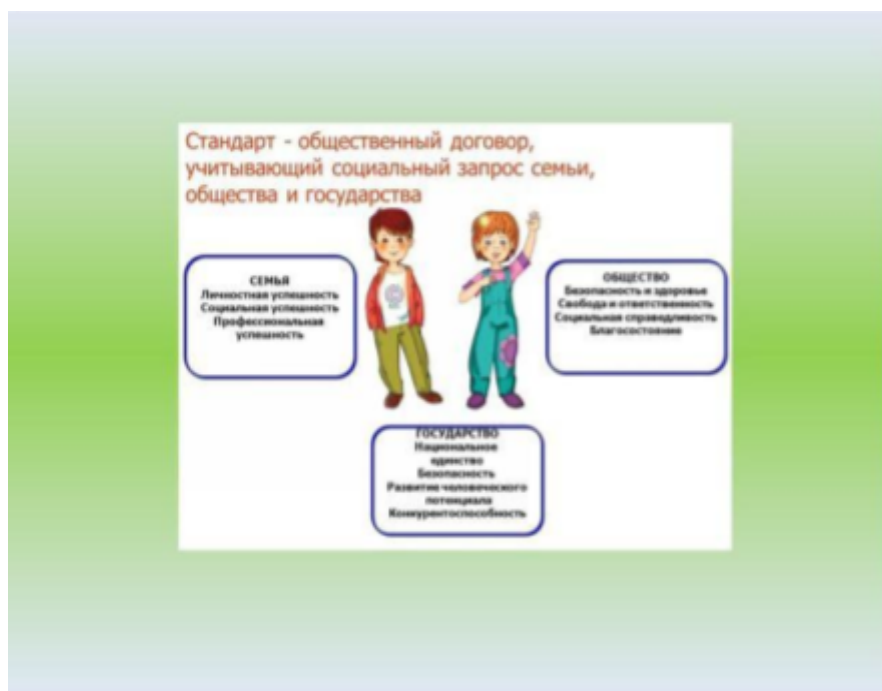 Стандарт - общественный договор,
учитывающий социальный запрос семьи,
общества и государства
СЕМЬЯ
Личностная успешность
Социальная успешность
Профессиональная
успешность
ОБЩЕСТВО
Безопасность и здоровье
Свобода и ответственность
Социальная справедливость
Благосостояние
ГОСУДАРСТВО
Национальное
единство
Безопасность
Развитие человеческого
потенциала
Конкурентоспособность